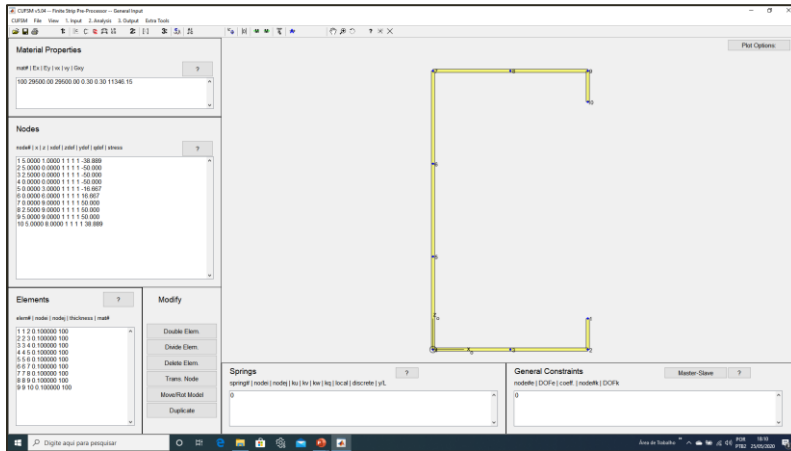 CUFSM v5.04 -- Finite Strip Pre-Processor -- General Input
CUFSM File View 1. Input 2. Analysis 3. Output Extra Tools
Material Properties
mat# | Ex | Ey | vx | vy | Gxy
?
100 29500.00 29500.00 0.30 0.30 11346.15
Nodes
node# | x | z | xdof | zdof | ydof | qdof | stress
?
1 5.0000 1.0000 1 1 1 1 -38.889
2 5.0000 0.0000 1 1 1 1 -50.000
3 2.5000 0.0000 1 1 1 1 -50.000
4 0.0000 0.0000 1 1 1 1 -50.000
5 0.0000 3.0000 1 1 1 1 -16.667
6 0.0000 6.0000 1 1 1 1 16.667
7 0.0000 9.0000 1 1 1 1 50.000
8 2.5000 9.0000 1 1 1 1 50.000
9 5.0000 9.0000 1 1 1 1 50.000
10 5.0000 8.0000 1 1 1 1 38.889
Elements
?
elem# | nodei | nodej | thickness | mat#
1 1 2 0.100000 100
2 2 3 0.100000 100
3 3 4 0.100000 100
4 4 5 0.100000 100
5 5 6 0.100000 100
6 6 7 0.100000 100
7 7 8 0.100000 100
8 8 9 0.100000 100
9 9 10 0.100000 100
Modify
Double Elem.
Divide Elem.
Delete Elem.
Trans. Node
Move/Rot Model
Duplicate
Plot Options:
Springs
?
spring# | nodei | nodej | ku | kv | kw | kq | local | discrete | y/L
0
General Constraints
Master-Slave
?
node#e | DOFe | coeff. | node#k | DOFk
0
Digite aqui para pesquisar
Área de Trabalho
POR
PTB2
10:10
25/05/2020